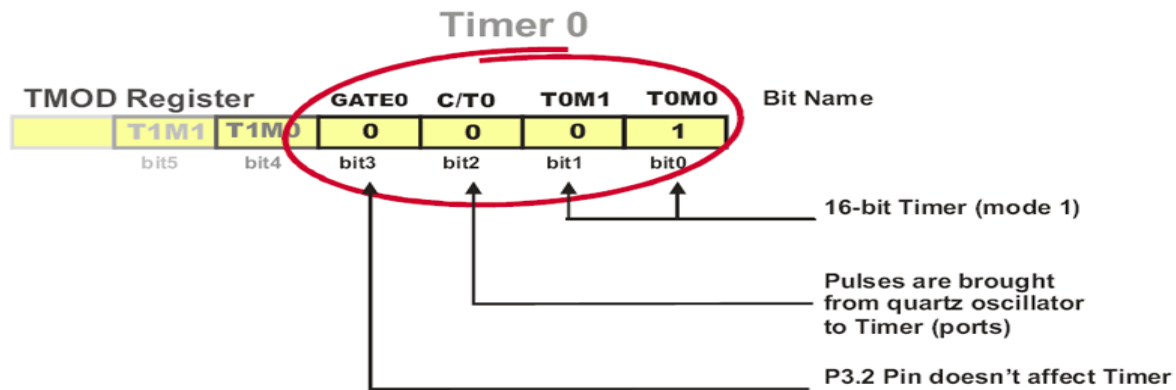 Timer 0
TMOD Register
GATE0 C/T0 T0M1 T0M0 Bit Name
T1M1 T1M0 0 0 0 1
bit5 bit4 bit3 bit2 bit1 bit0
16-bit Timer (mode 1)
Pulses are brought
from quartz oscillator
to Timer (ports)
P3.2 Pin doesn't affect Timer